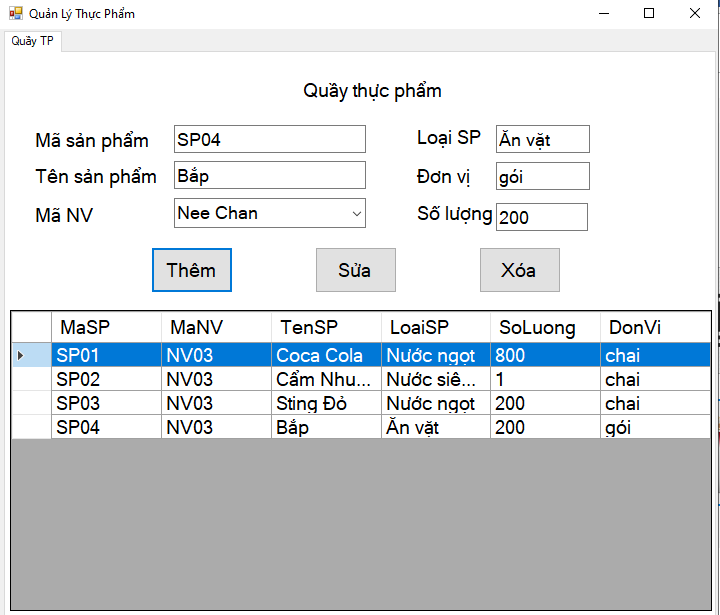 Quản Lý Thực Phẩm
Quầy TP
Quầy thực phẩm
Mã sản phẩm SP04 Loại SP Ăn vặt
Tên sản phẩm Bắp Đơn vị gói
Mã NV Nee Chan Số lượng 200
Thêm Sửa Xóa
MaSP MaNV TenSP LoaiSP SoLuong DonVi
SP01 NV03 Coca Cola Nước ngọt 800 chai
SP02 NV03 Cẩm Nhu... Nước siê... 1 chai
SP03 NV03 Sting Đỏ Nước ngọt 200 chai
SP04 NV03 Bắp Ăn vặt 200 gói